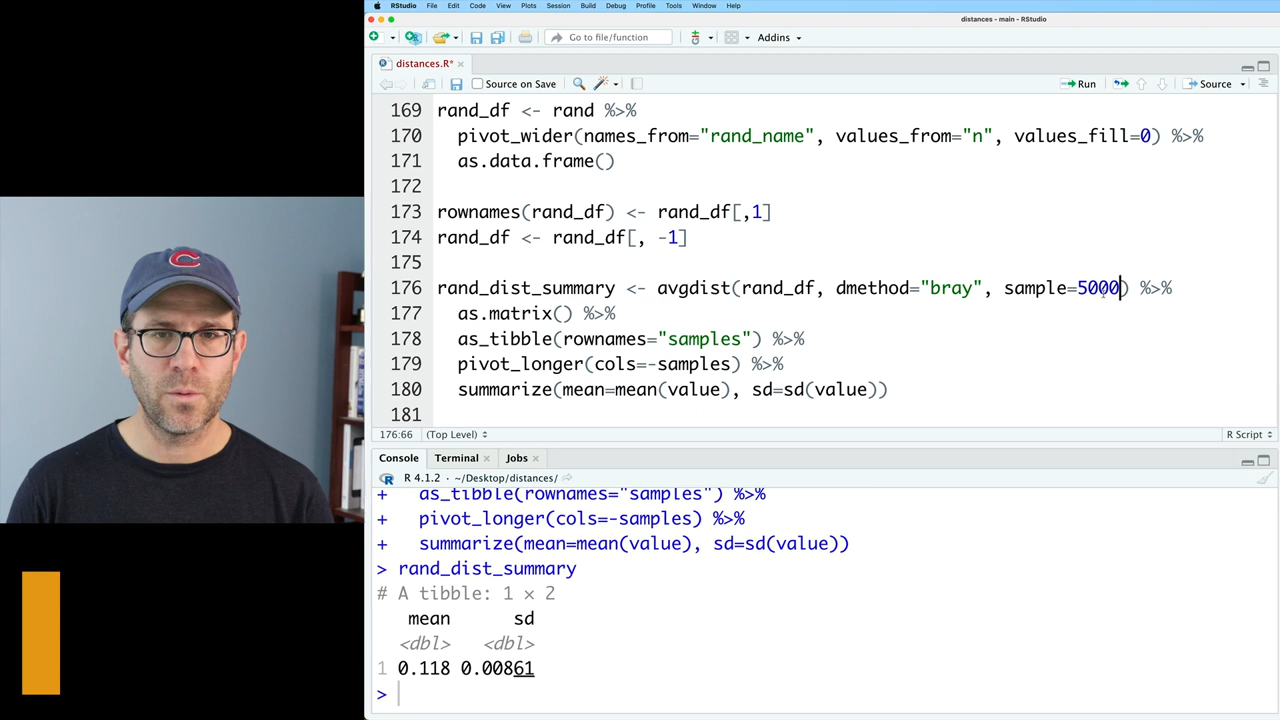 RStudio File Edit Code View Plots Session Build Debug Profile Tools Window Help
distances - main - RStudio
Go to file/function Addins
distances.R*
Source on Save Run Source
169 rand_df <- rand %>%
170 pivot_wider(names_from="rand_name", values_from="n", values_fill=0) %>%
171 as.data.frame()
172
173 rownames(rand_df) <- rand_df[,1]
174 rand_df <- rand_df[, -1]
175
176 rand_dist_summary <- avgdist(rand_df, dmethod="bray", sample=5000) %>%
177 as.matrix() %>%
178 as_tibble(rownames="samples") %>%
179 pivot_longer(cols=-samples) %>%
180 summarize(mean=mean(value), sd=sd(value))
181
176:66 (Top Level) R Script
Console Terminal Jobs
R 4.1.2 · ~/Desktop/distances/
+ as_tibble(rownames="samples") %>%
+ pivot_longer(cols=-samples) %>%
+ summarize(mean=mean(value), sd=sd(value))
> rand_dist_summary
# A tibble: 1 × 2
mean sd
<dbl> <dbl>
1 0.118 0.00861
>
C